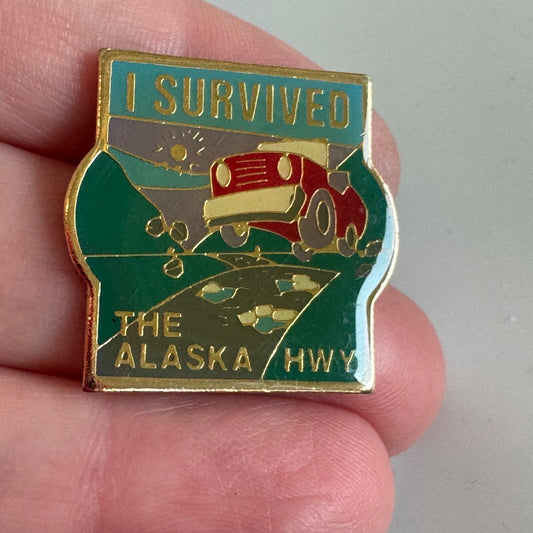 I SURVIVED
THE
ALASKA HWY